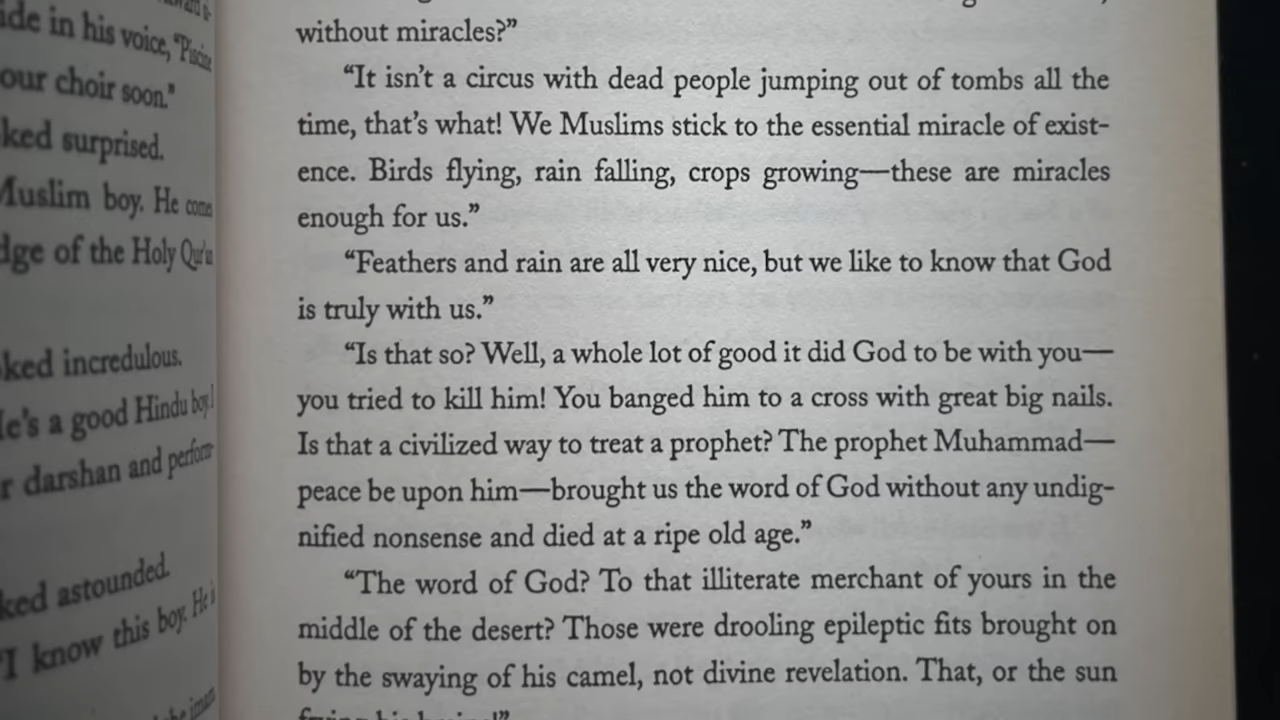 ide in his voice, "Piscine
our choir soon."
ked surprised.
Muslim boy. He comes
dge of the Holy Qur'an
ked incredulous.
He's a good Hindu boy. I
r darshan and perform
ked astounded.
"I know this boy. He is
the imam
without miracles?”
“It isn’t a circus with dead people jumping out of tombs all the
time, that’s what! We Muslims stick to the essential miracle of exist-
ence. Birds flying, rain falling, crops growing—these are miracles
enough for us.”
“Feathers and rain are all very nice, but we like to know that God
is truly with us.”
“Is that so? Well, a whole lot of good it did God to be with you—
you tried to kill him! You banged him to a cross with great big nails.
Is that a civilized way to treat a prophet? The prophet Muhammad—
peace be upon him—brought us the word of God without any undig-
nified nonsense and died at a ripe old age.”
“The word of God? To that illiterate merchant of yours in the
middle of the desert? Those were drooling epileptic fits brought on
by the swaying of his camel, not divine revelation. That, or the sun